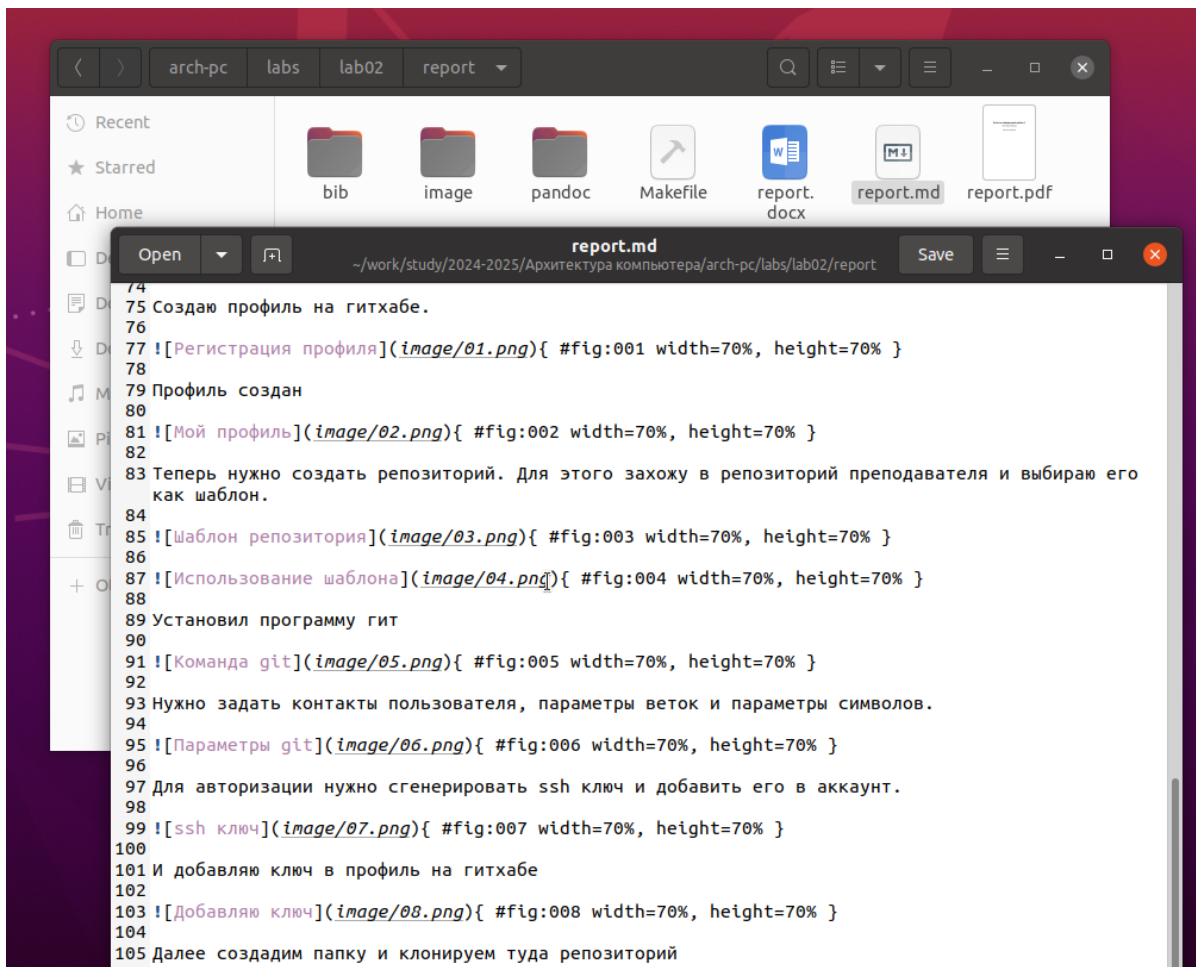 arch-pc labs lab02 report
Recent
Starred
Home
bib image pandoc Makefile report.docx report.md report.pdf
Open
report.md
~/work/study/2024-2025/Архитектура компьютера/arch-pc/labs/lab02/report
Save
74
75 Создаю профиль на гитхабе.
76
77 ![Регистрация профиля](image/01.png){ #fig:001 width=70%, height=70% }
78
79 Профиль создан
80
81 ![Мой профиль](image/02.png){ #fig:002 width=70%, height=70% }
82
83 Теперь нужно создать репозиторий. Для этого захожу в репозиторий преподавателя и выбираю его
как шаблон.
84
85 ![Шаблон репозитория](image/03.png){ #fig:003 width=70%, height=70% }
86
87 ![Использование шаблона](image/04.png){ #fig:004 width=70%, height=70% }
88
89 Установил программу гит
90
91 ![Команда git](image/05.png){ #fig:005 width=70%, height=70% }
92
93 Нужно задать контакты пользователя, параметры веток и параметры символов.
94
95 ![Параметры git](image/06.png){ #fig:006 width=70%, height=70% }
96
97 Для авторизации нужно сгенерировать ssh ключ и добавить его в аккаунт.
98
99 ![ssh ключ](image/07.png){ #fig:007 width=70%, height=70% }
100
101 И добавляю ключ в профиль на гитхабе
102
103 ![Добавляю ключ](image/08.png){ #fig:008 width=70%, height=70% }
104
105 Далее создадим папку и клонируем туда репозиторий